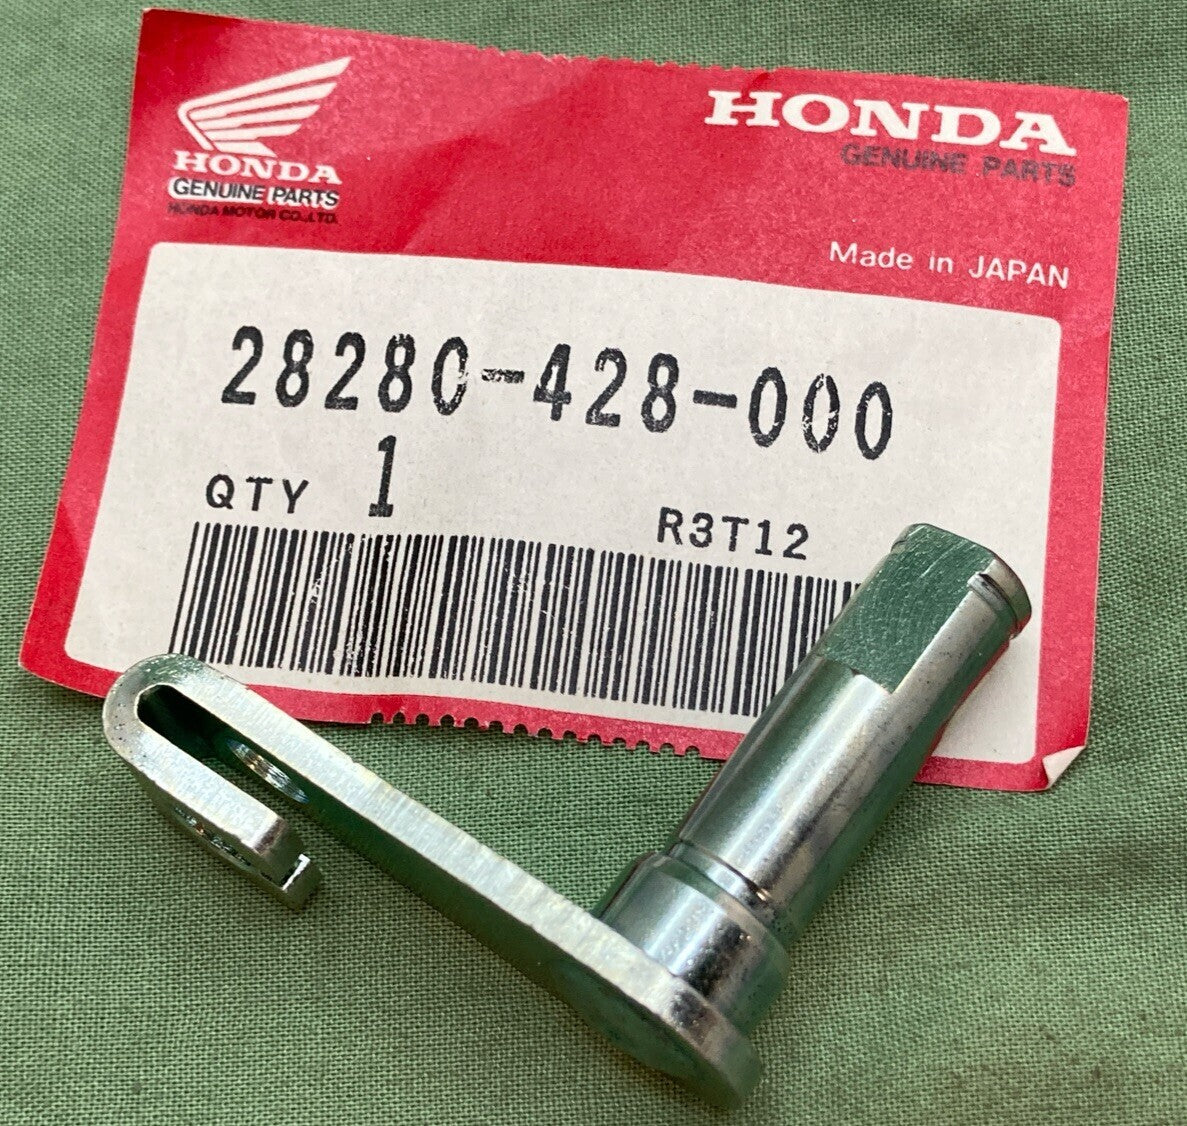 HONDA
GENUINE PARTS
HONDA MOTOR CO.,LTD.
HONDA
GENUINE PARTS
Made in JAPAN
28280-428-000
QTY 1
R3T12